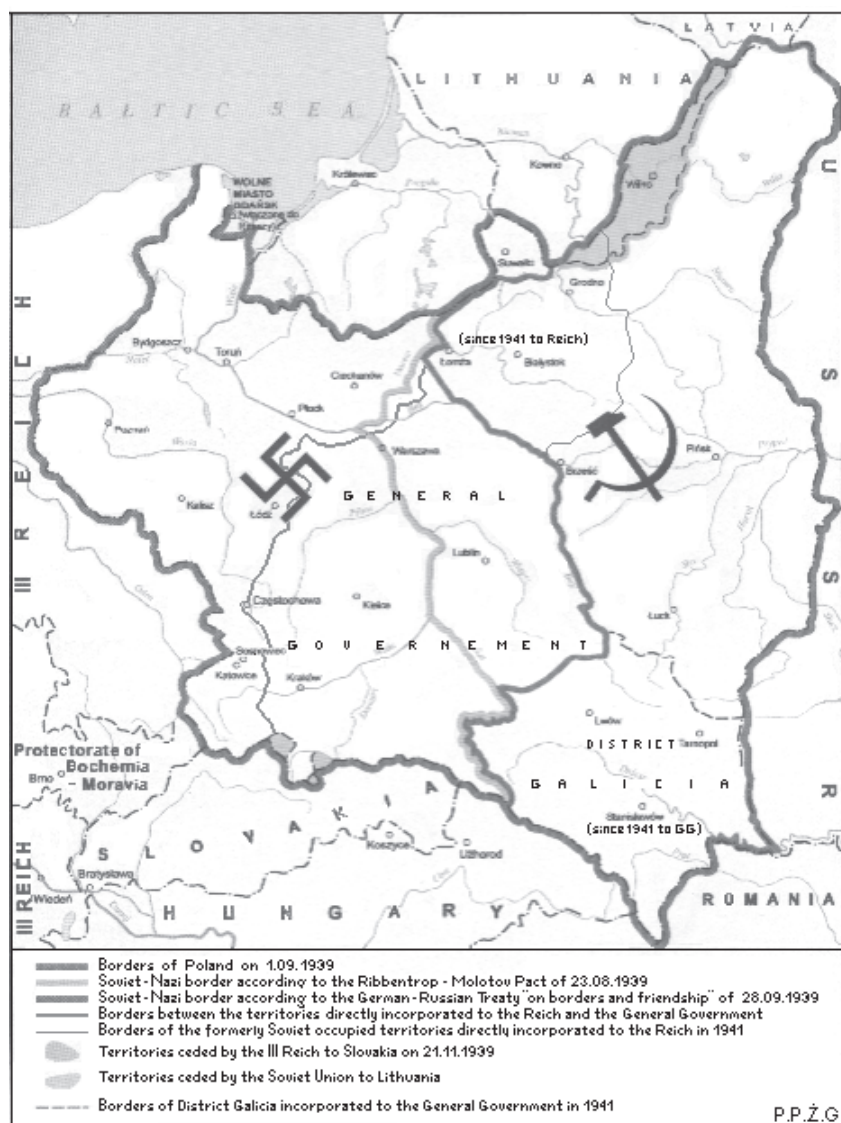 LATVIA
LITHUANIA
BALTIC SEA
Niemen
Kowno
Królewec
Wilno
WOLNE
MIASTO
GDAŃSK
Suwałki
Grodno
U S S R
III REICH
(since 1941 to Reich)
Bydgoszcz
Toruń
Łomża
Białystok
Ciechanów
Płock
Poznań
Warszawa
Pińsk
Brześć
GENERAL
Kalisz
Łódź
Lublin
Częstochowa
Kielce
Łuck
GOVERNEMENT
Sosnowiec
Katowice
Kraków
Lwów
DISTRICT
Tarnopol
Protectorate of
Bochemia
- Moravia
Brno
GALICIA
Stanisławów
(since 1941 to GG)
SLOVAKIA
Koszyce
Użhorod
Bratysława
Wiedeń
III REICH
HUNGARY
ROMANIA
Borders of Poland on 1.09.1939
Soviet-Nazi border according to the Ribbentrop - Molotov Pact of 23.08.1939
Soviet-Nazi border according to the German-Russian Treaty "on borders and friendship" of 28.09.1939
Borders between the territories directly incorporated to the Reich and the General Government
Borders of the formerly Soviet occupied territories directly incorporated to the Reich in 1941
Territories ceded by the III Reich to Slovakia on 21.11.1939
Territories ceded by the Soviet Union to Lithuania
Borders of District Galicia incorporated to the General Government in 1941
P.P.Ż.G